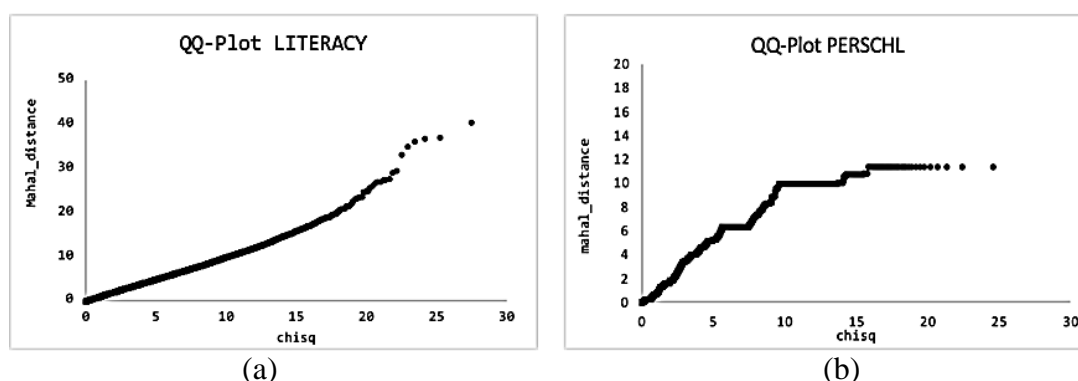 QQ-Plot LITERACY
50
40
30
20
10
0
Mahal_distance
0 5 10 15 20 25 30
chisq
(a)
QQ-Plot PERSCHL
20
18
16
14
12
10
8
6
4
2
0
mahal_distance
0 5 10 15 20 25 30
chisq
(b)